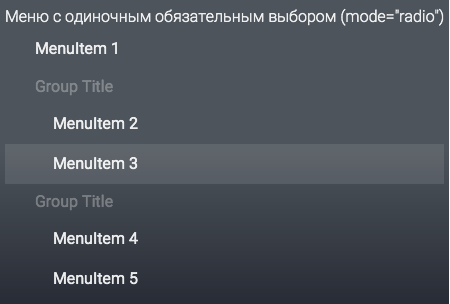 Меню с одиночным обязательным выбором (mode="radio")
MenuItem 1
Group Title
MenuItem 2
MenuItem 3
Group Title
MenuItem 4
MenuItem 5